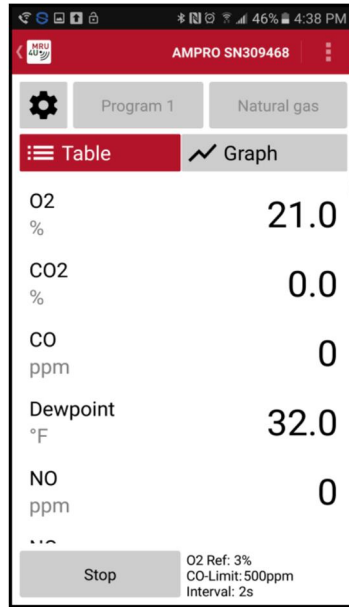 46% 4:38 PM
MRU
4U
AMPRO SN309468
Program 1
Natural gas
Table
Graph
O2
%
21.0
CO2
%
0.0
CO
ppm
0
Dewpoint
°F
32.0
NO
ppm
0
Stop
O2 Ref: 3%
CO-Limit:500ppm
Interval: 2s